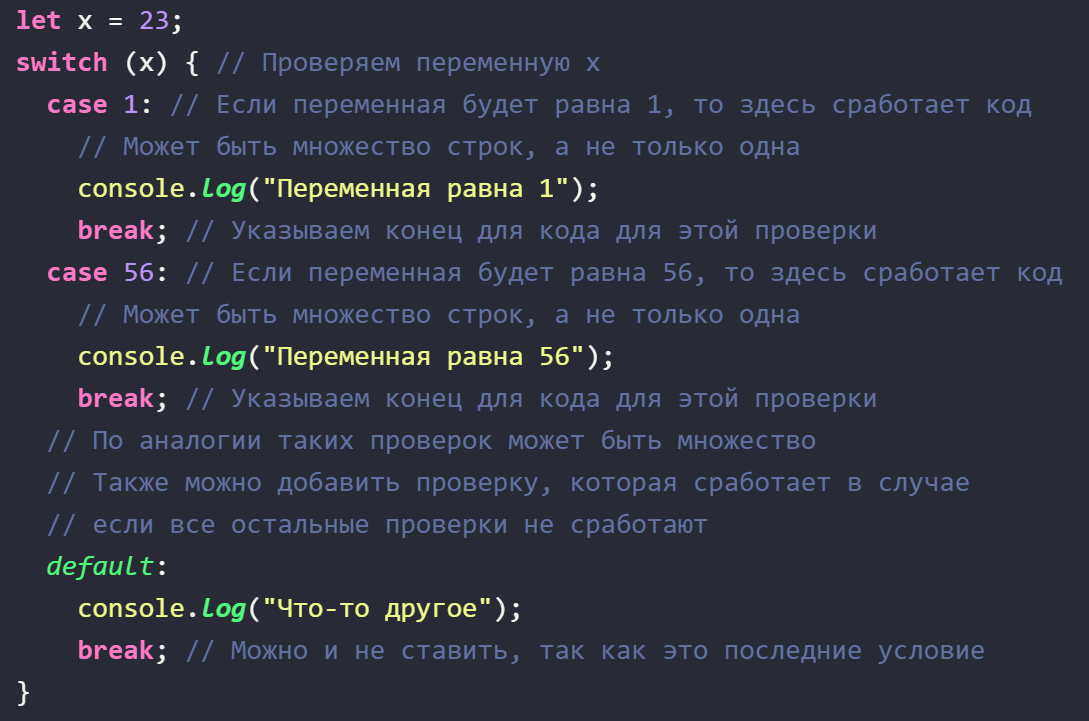 let x = 23;
switch (x) { // Проверяем переменную x
case 1: // Если переменная будет равна 1, то здесь сработает код
// Может быть множество строк, а не только одна
console.log("Переменная равна 1");
break; // Указываем конец для кода для этой проверки
case 56: // Если переменная будет равна 56, то здесь сработает код
// Может быть множество строк, а не только одна
console.log("Переменная равна 56");
break; // Указываем конец для кода для этой проверки
// По аналогии таких проверок может быть множество
// Также можно добавить проверку, которая сработает в случае
// если все остальные проверки не сработают
default:
console.log("Что-то другое");
break; // Можно и не ставить, так как это последние условие
}